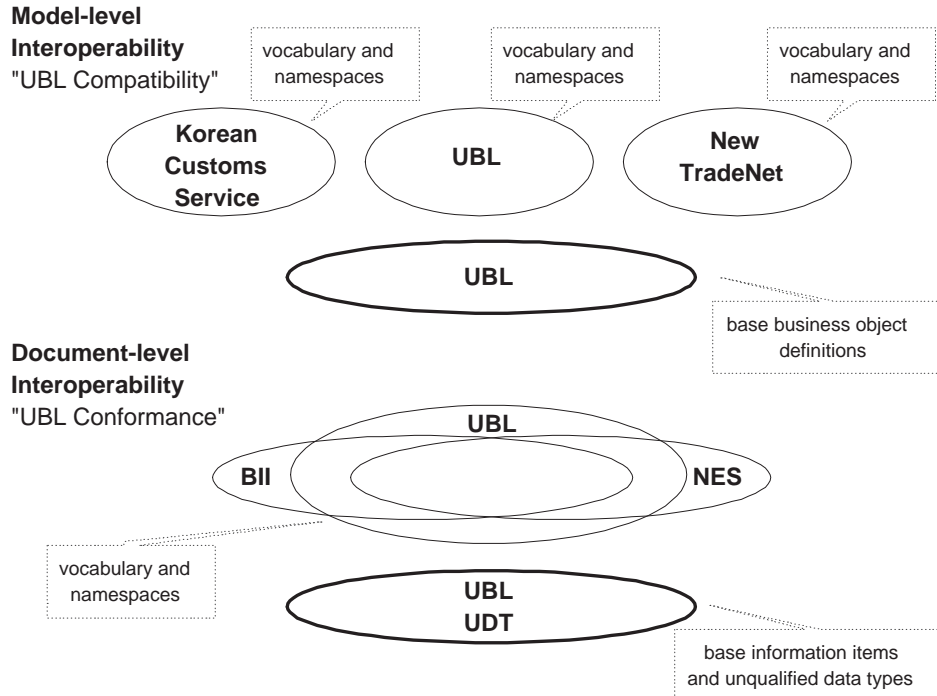 Model-level
Interoperability
"UBL Compatibility"
vocabulary and
namespaces
vocabulary and
namespaces
vocabulary and
namespaces
Korean
Customs
Service
UBL
New
TradeNet
UBL
base business object
definitions
Document-level
Interoperability
"UBL Conformance"
UBL
BII
NES
vocabulary and
namespaces
UBL
UDT
base information items
and unqualified data types